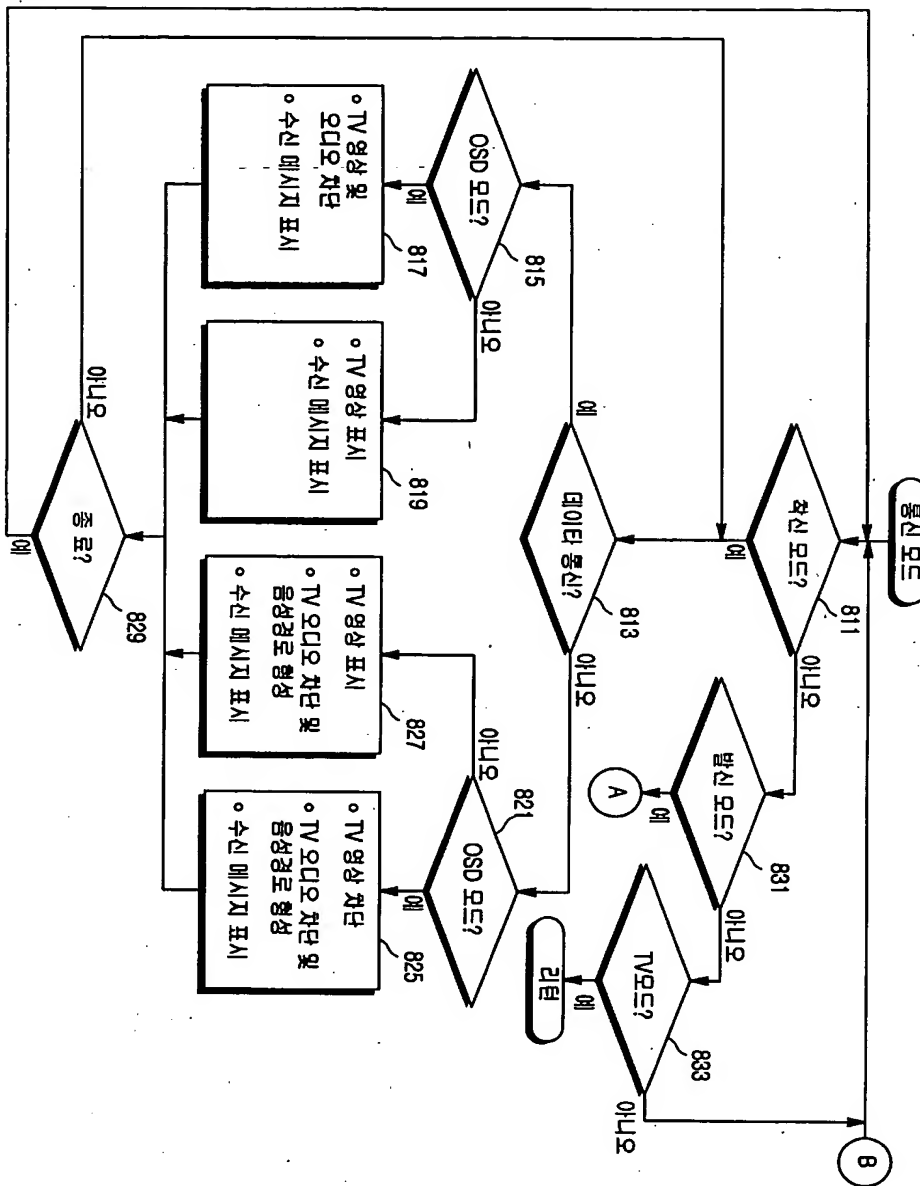 통신 모드
착신 모드?
811
예
아니오
발신 모드?
831
예
아니오
A
TV모드?
833
예
아니오
리턴
B
데이터 통신?
813
예
아니오
OSD 모드?
815
예
아니오
OSD 모드?
821
아니오
예
∘ TV 영상 및
오디오 차단
∘ 수신 메시지 표시
817
∘ TV 영상 표시
∘ 수신 메시지 표시
819
∘ TV 영상 표시
∘ TV 오디오 차단 및
음성경로 형성
∘ 수신 메시지 표시
827
∘ TV 영상 차단
∘ TV 오디오 차단 및
음성경로 형성
∘ 수신 메시지 표시
825
종료?
829
아니오
예